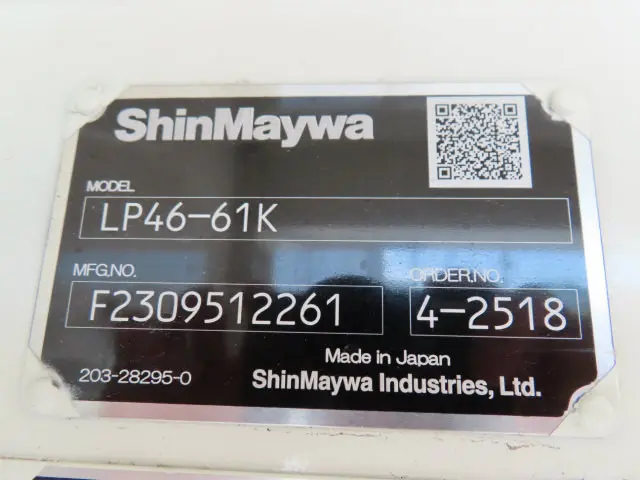 ShinMaywa
MODEL
LP46-61K
MFG.NO.
ORDER.NO.
F2309512261
4-2518
Made in Japan
203-28295-0
ShinMaywa Industries, Ltd.